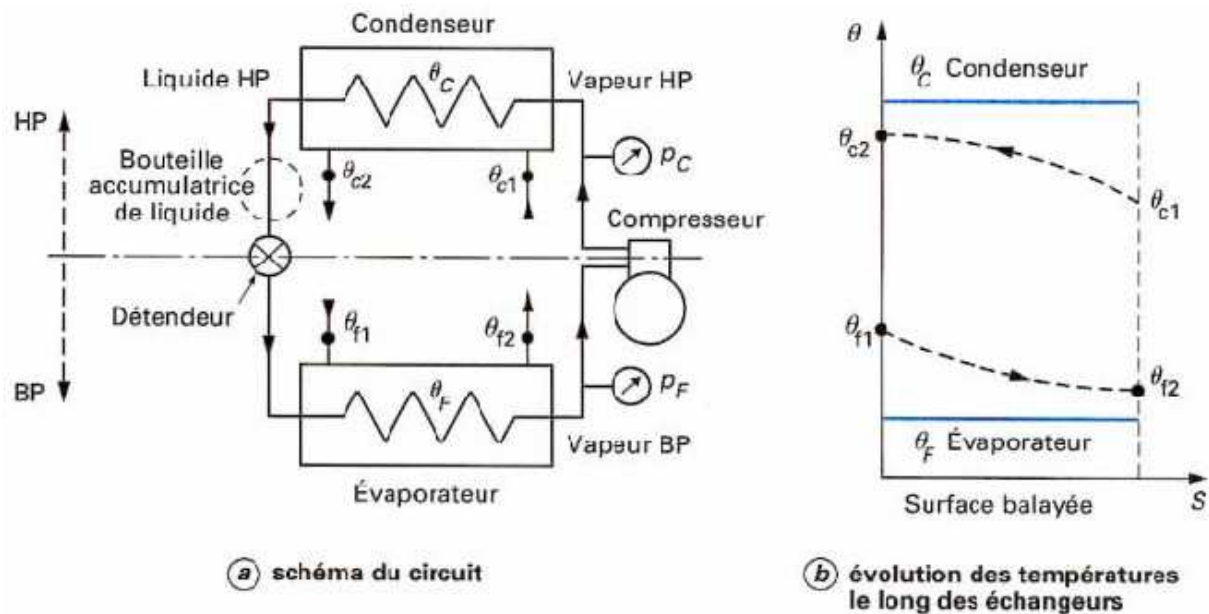 Condenseur
Liquide HP
θC
Vapeur HP
HP
Bouteille
accumulatrice
de liquide
θc2
θc1
pC
Compresseur
Détendeur
θf1
θf2
BP
θF
pF
Vapeur BP
Évaporateur
a schéma du circuit
θ
θC Condenseur
θc2
θc1
θf1
θf2
θF Évaporateur
Surface balayée
S
b évolution des températures
le long des échangeurs